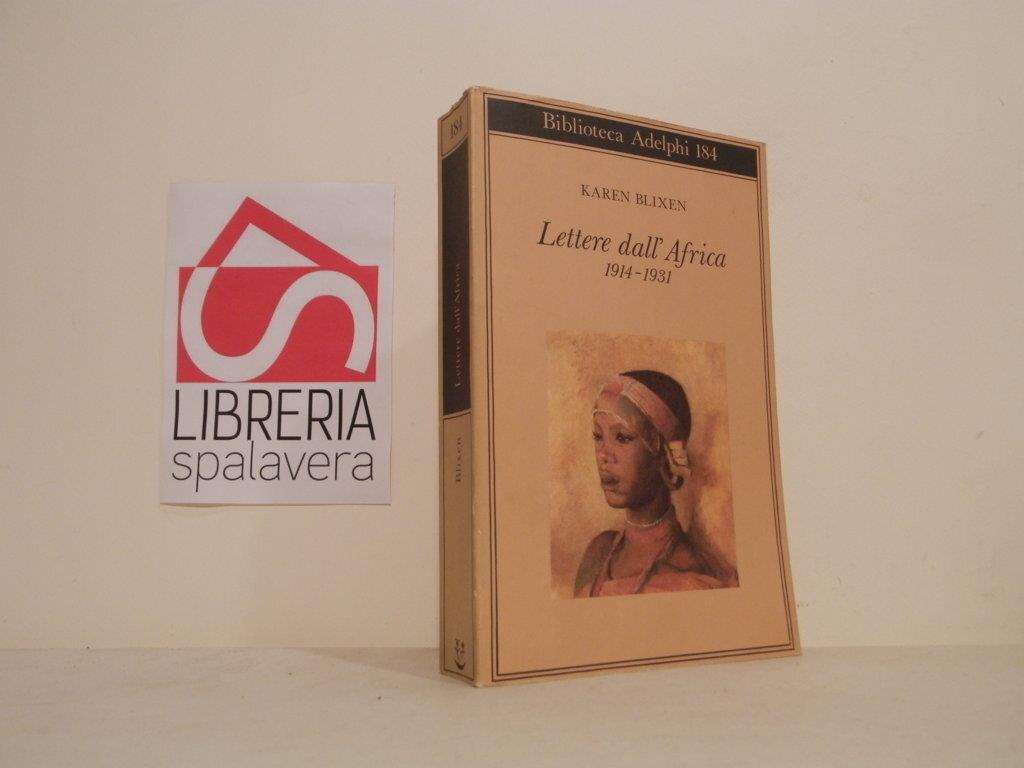 LIBRERIA
spalavera
184
Lettere dall'Africa
Blixen
Biblioteca Adelphi 184
KAREN BLIXEN
Lettere dall'Africa
1914-1931